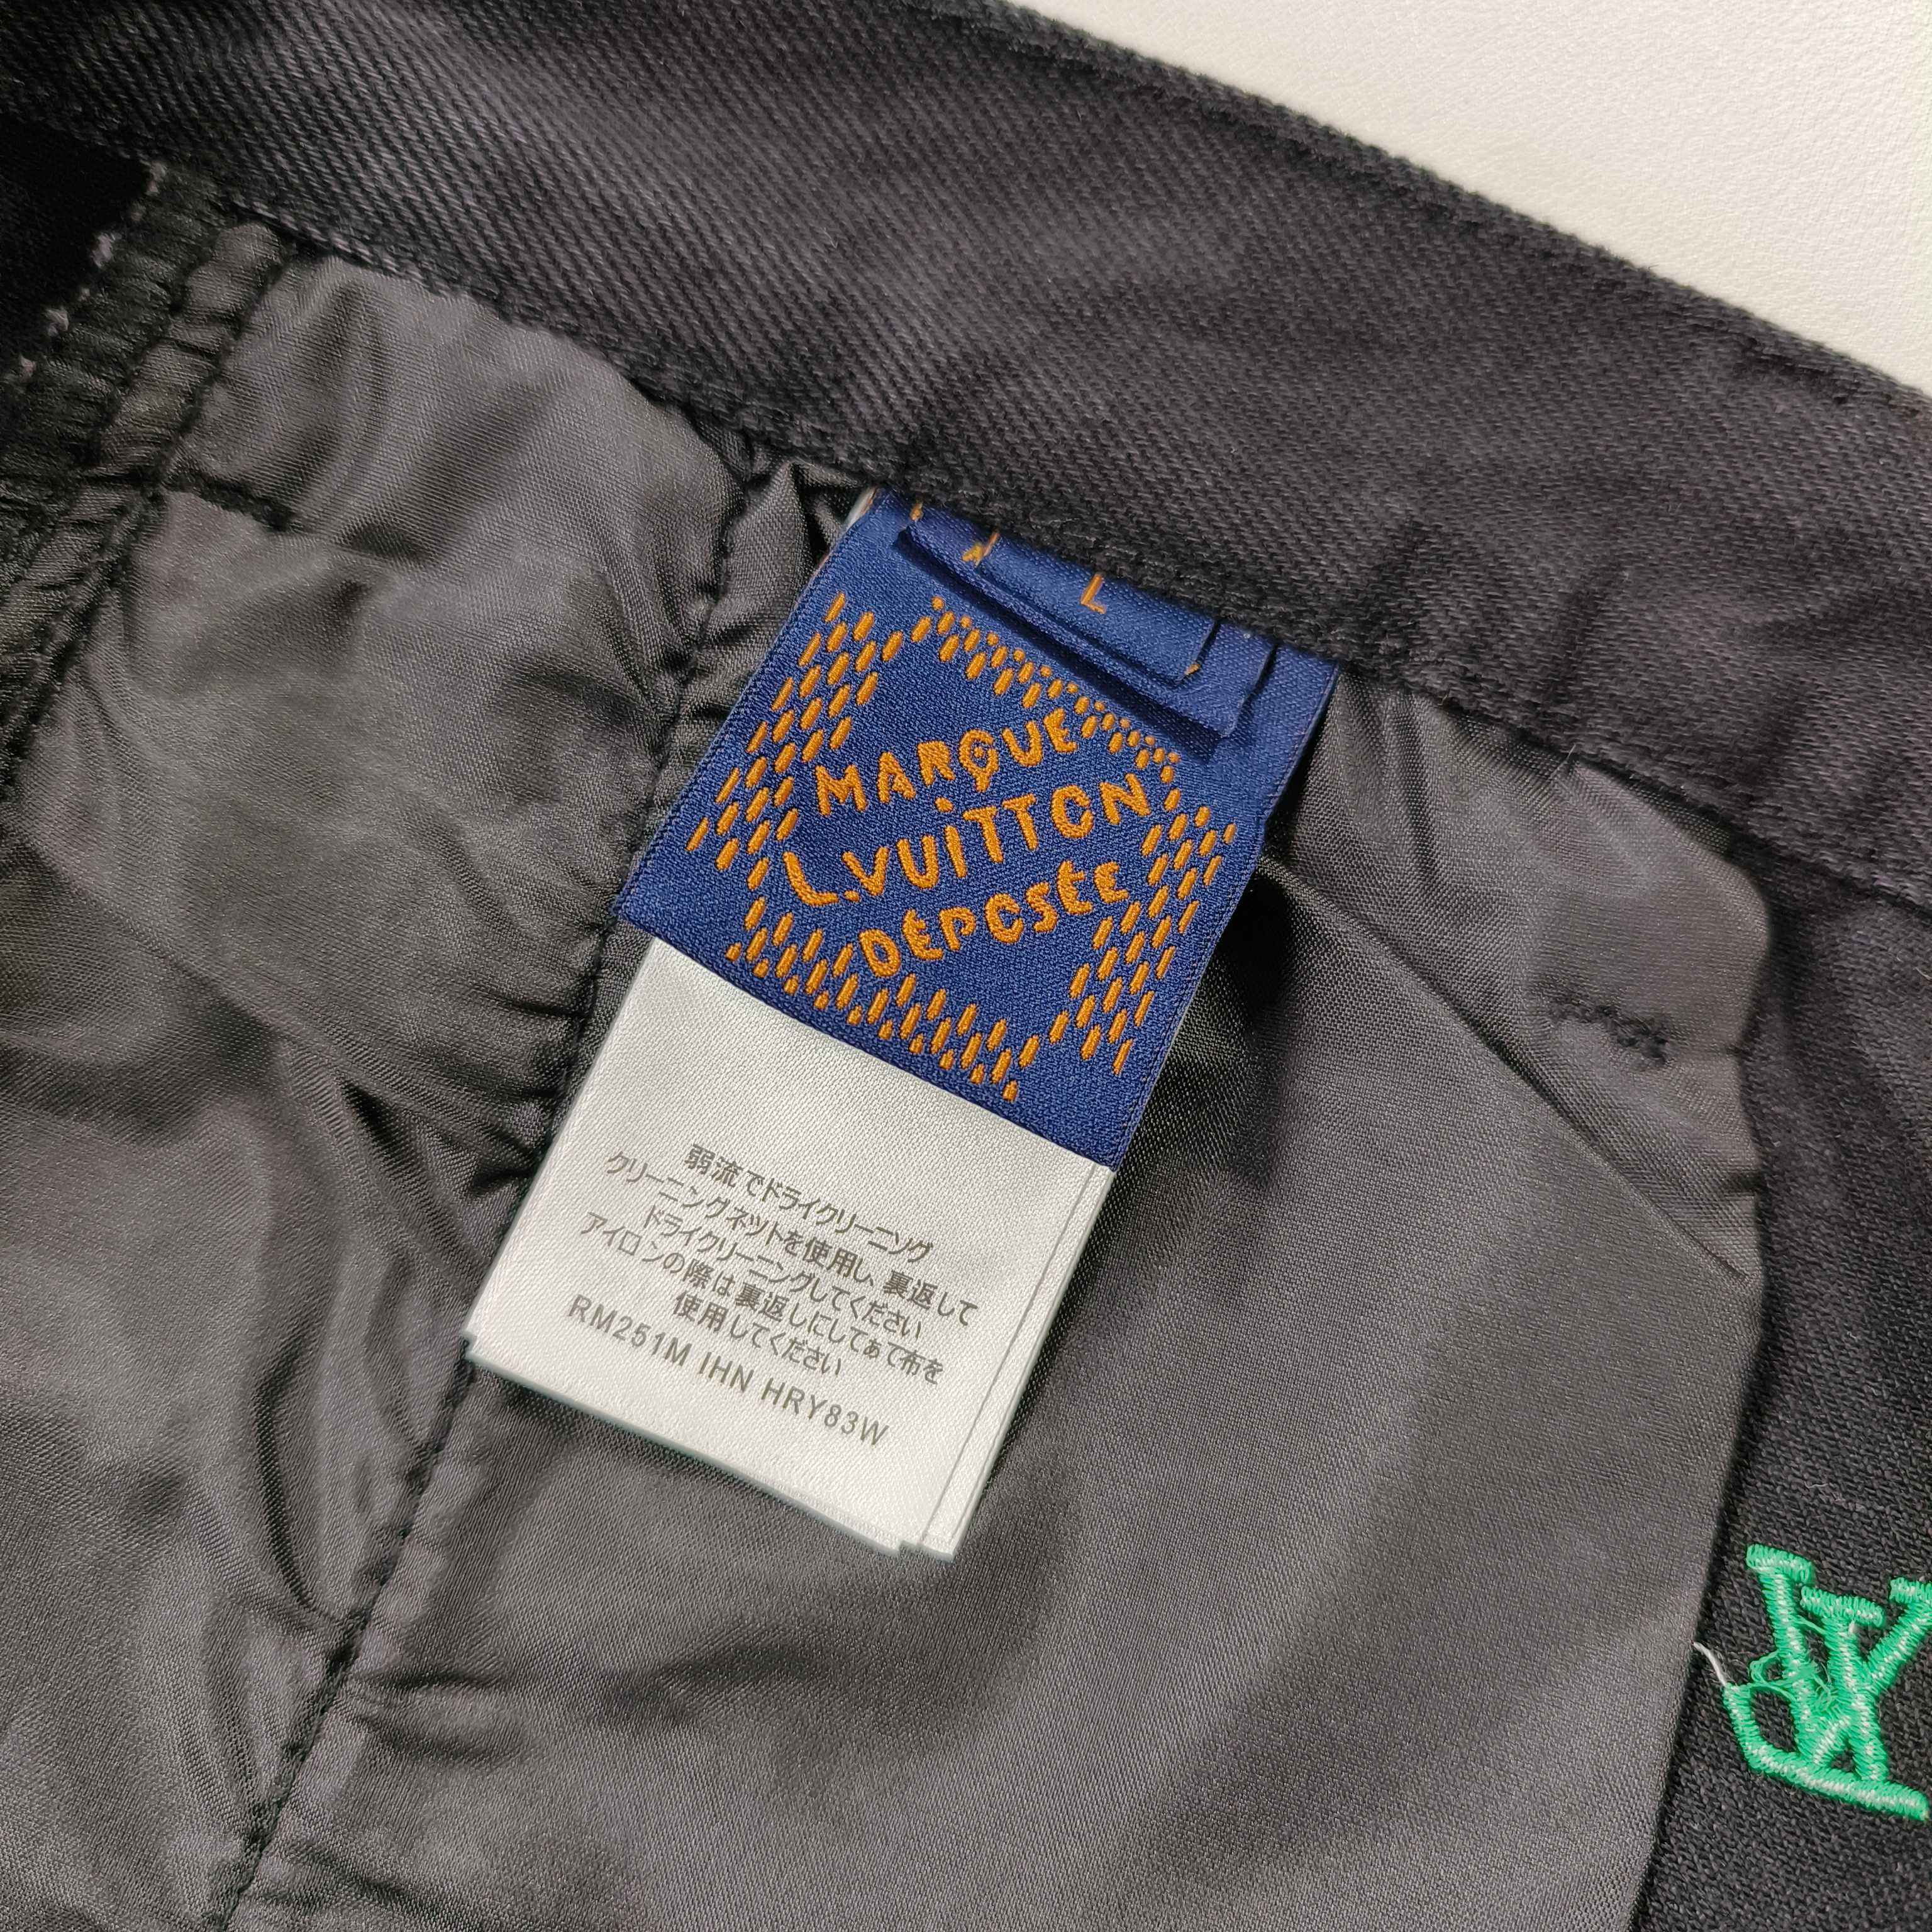 L
MARQUE
L.VUITTON
DÉPOSÉE
弱流でドライクリーニング
クリーニングネットを使用し、裏返して
ドライクリーニングしてください
アイロンの際は裏返しにしてあて布を
使用してください
RM251M IHN HRY83W
LV